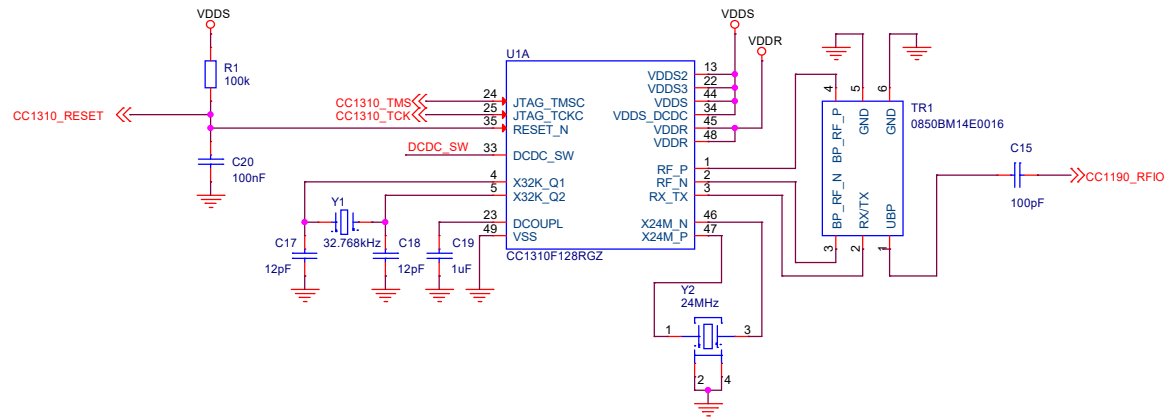 VDDS
R1
100k
CC1310_RESET
C20
100nF
CC1310_TMS
CC1310_TCK
DCDC_SW
U1A
24 JTAG_TMSC
25 JTAG_TCKC
35 RESET_N
33 DCDC_SW
4 X32K_Q1
5 X32K_Q2
23 DCOUPL
49 VSS
VDDS2 13
VDDS3 22
VDDS 44
VDDS_DCDC 34
VDDR 45
VDDR 48
RF_P 1
RF_N 2
RX_TX 3
X24M_N 46
X24M_P 47
CC1310F128RGZ
VDDS
VDDR
Y1
32.768kHz
C17
12pF
C18
12pF
C19
1uF
Y2
24MHz
1
3
2
4
4 BP_RF_P
5 GND
6 GND
3 BP_RF_N
2 RX/TX
1 UBP
TR1
0850BM14E0016
C15
100pF
CC1190_RFIO